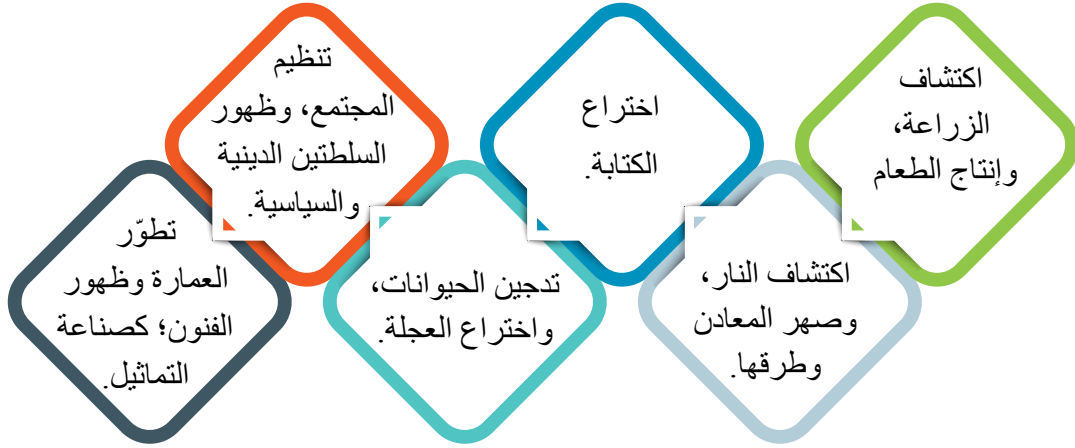 اكتشاف
الزراعة،
وإنتاج الطعام
اكتشاف النار،
وصهر المعادن
وطرقها.
اختراع
الكتابة.
تدجين الحيوانات،
واختراع العجلة.
تنظيم
المجتمع، وظهور
السلطتين الدينية
والسياسية.
تطوّر
العمارة وظهور
الفنون؛ كصناعة
التماثيل.